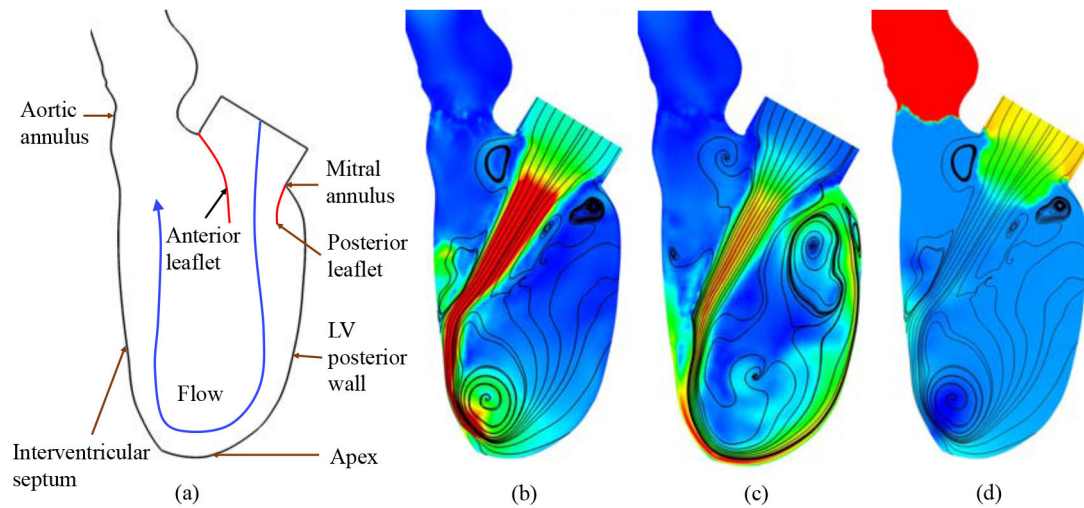 Aortic
annulus
Mitral
annulus
Anterior
leaflet
Posterior
leaflet
LV
posterior
wall
Flow
Interventricular
septum
Apex
(a)
(b)
(c)
(d)